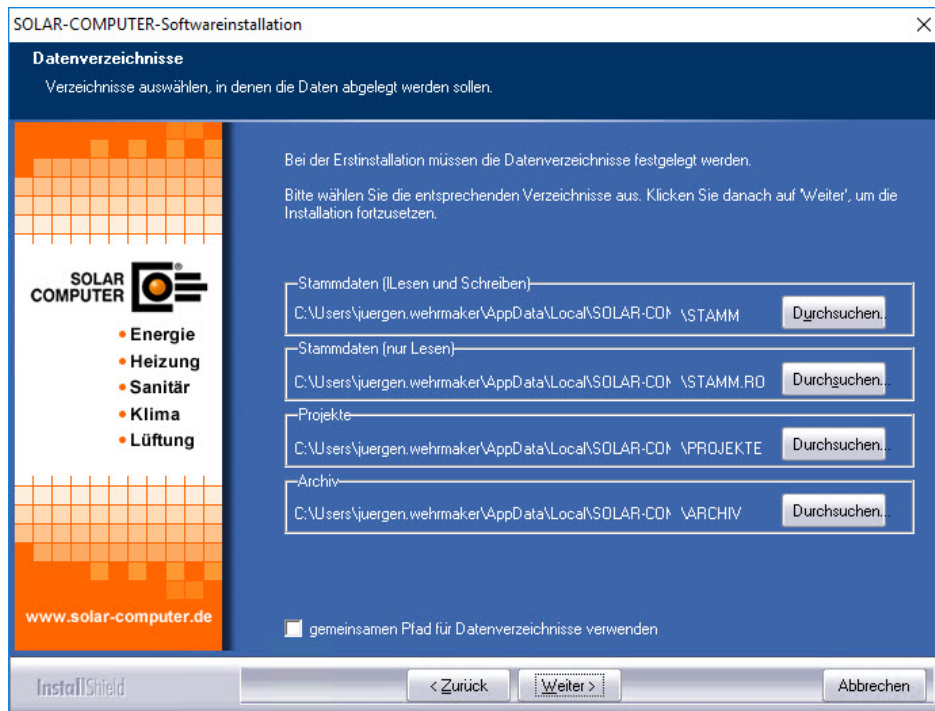 SOLAR-COMPUTER-Softwareinstallation
Datenverzeichnisse
Verzeichnisse auswählen, in denen die Daten abgelegt werden sollen.
Bei der Erstinstallation müssen die Datenverzeichnisse festgelegt werden.
Bitte wählen Sie die entsprechenden Verzeichnisse aus. Klicken Sie danach auf 'Weiter', um die
Installation fortzusetzen.
SOLAR
COMPUTER
®
• Energie
• Heizung
• Sanitär
• Klima
• Lüftung
www.solar-computer.de
Stammdaten (lLesen und Schreiben)
C:\Users\juergen.wehrmaker\AppData\Local\SOLAR-COM \STAMM
Durchsuchen..
Stammdaten (nur Lesen)
C:\Users\juergen.wehrmaker\AppData\Local\SOLAR-COM \STAMM.RO
Durchsuchen...
Projekte
C:\Users\juergen.wehrmaker\AppData\Local\SOLAR-COM \PROJEKTE
Durchsuchen...
Archiv
C:\Users\juergen.wehrmaker\AppData\Local\SOLAR-COM \ARCHIV
Durchsuchen...
gemeinsamen Pfad für Datenverzeichnisse verwenden
InstallShield
< Zurück
Weiter >
Abbrechen